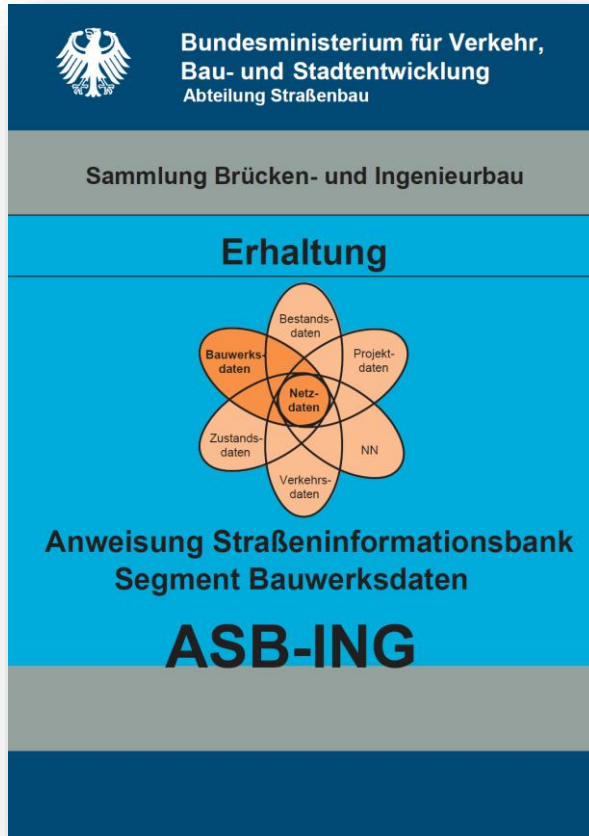 Bundesministerium für Verkehr,
Bau- und Stadtentwicklung
Abteilung Straßenbau
Sammlung Brücken- und Ingenieurbau
Erhaltung
Bestands-
daten
Bauwerks-
daten
Projekt-
daten
Netz-
daten
Zustands-
daten
NN
Verkehrs-
daten
Anweisung Straßeninformationsbank
Segment Bauwerksdaten
ASB-ING